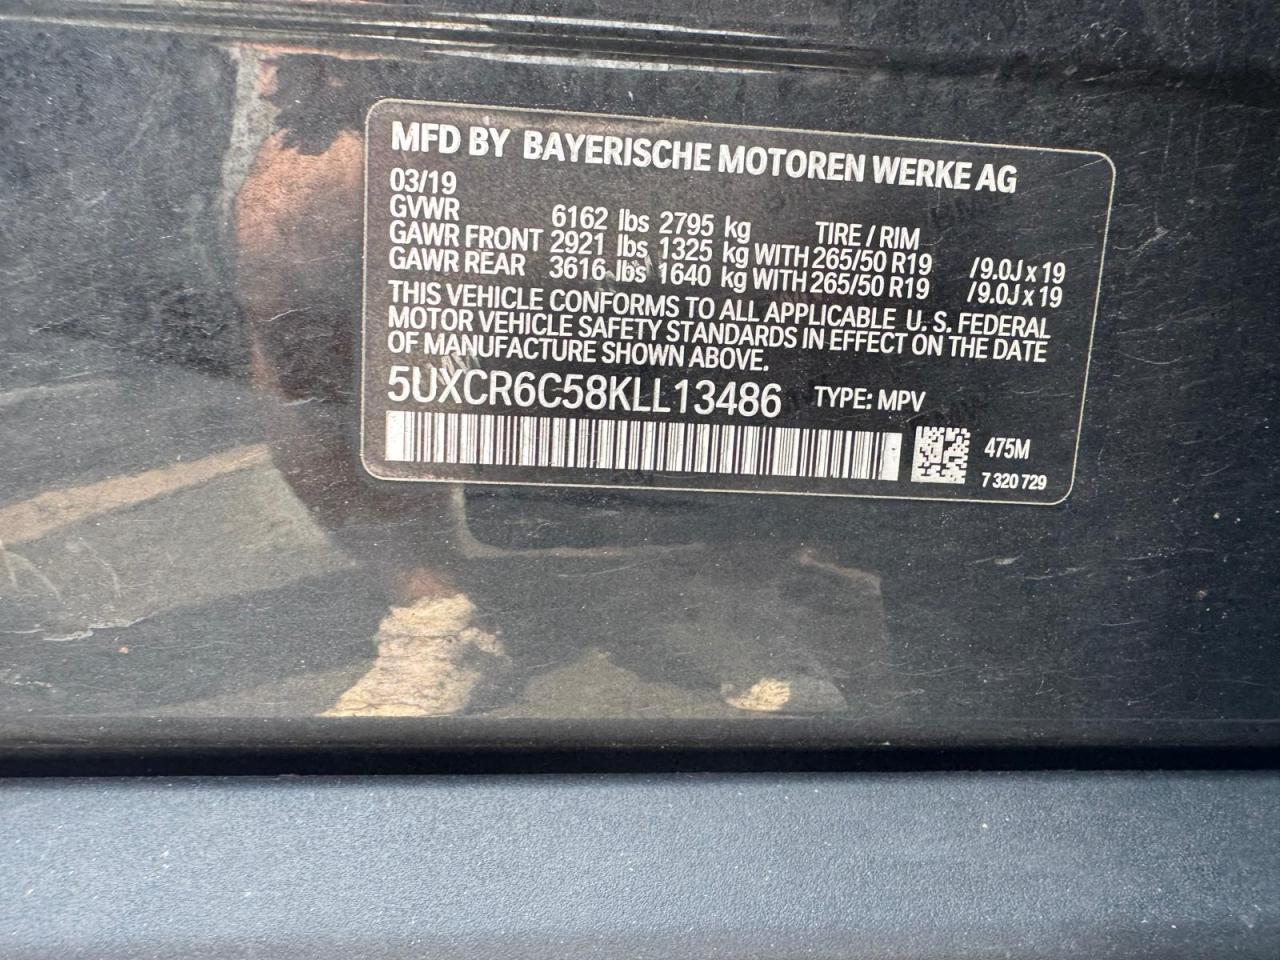 MFD BY BAYERISCHE MOTOREN WERKE AG
03/19
GVWR 6162 lbs 2795 kg TIRE / RIM
GAWR FRONT 2921 lbs 1325 kg WITH 265/50 R19 /9.0J x 19
GAWR REAR 3616 lbs 1640 kg WITH 265/50 R19 /9.0J x 19
THIS VEHICLE CONFORMS TO ALL APPLICABLE U. S. FEDERAL
MOTOR VEHICLE SAFETY STANDARDS IN EFFECT ON THE DATE
OF MANUFACTURE SHOWN ABOVE.
5UXCR6C58KLL13486 TYPE: MPV
475M
7 320 729